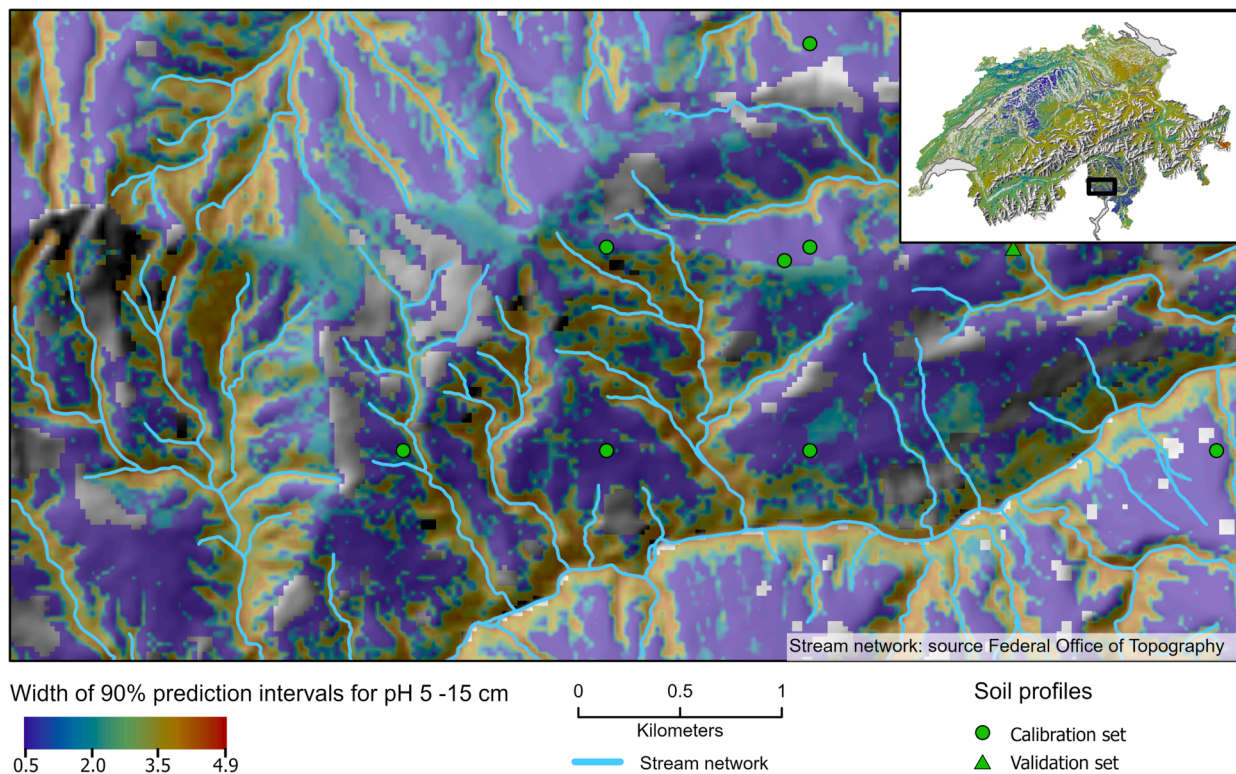 Stream network: source Federal Office of Topography
Width of 90% prediction intervals for pH 5 -15 cm
0.5 2.0 3.5 4.9
0 0.5 1
Kilometers
Stream network
Soil profiles
Calibration set
Validation set